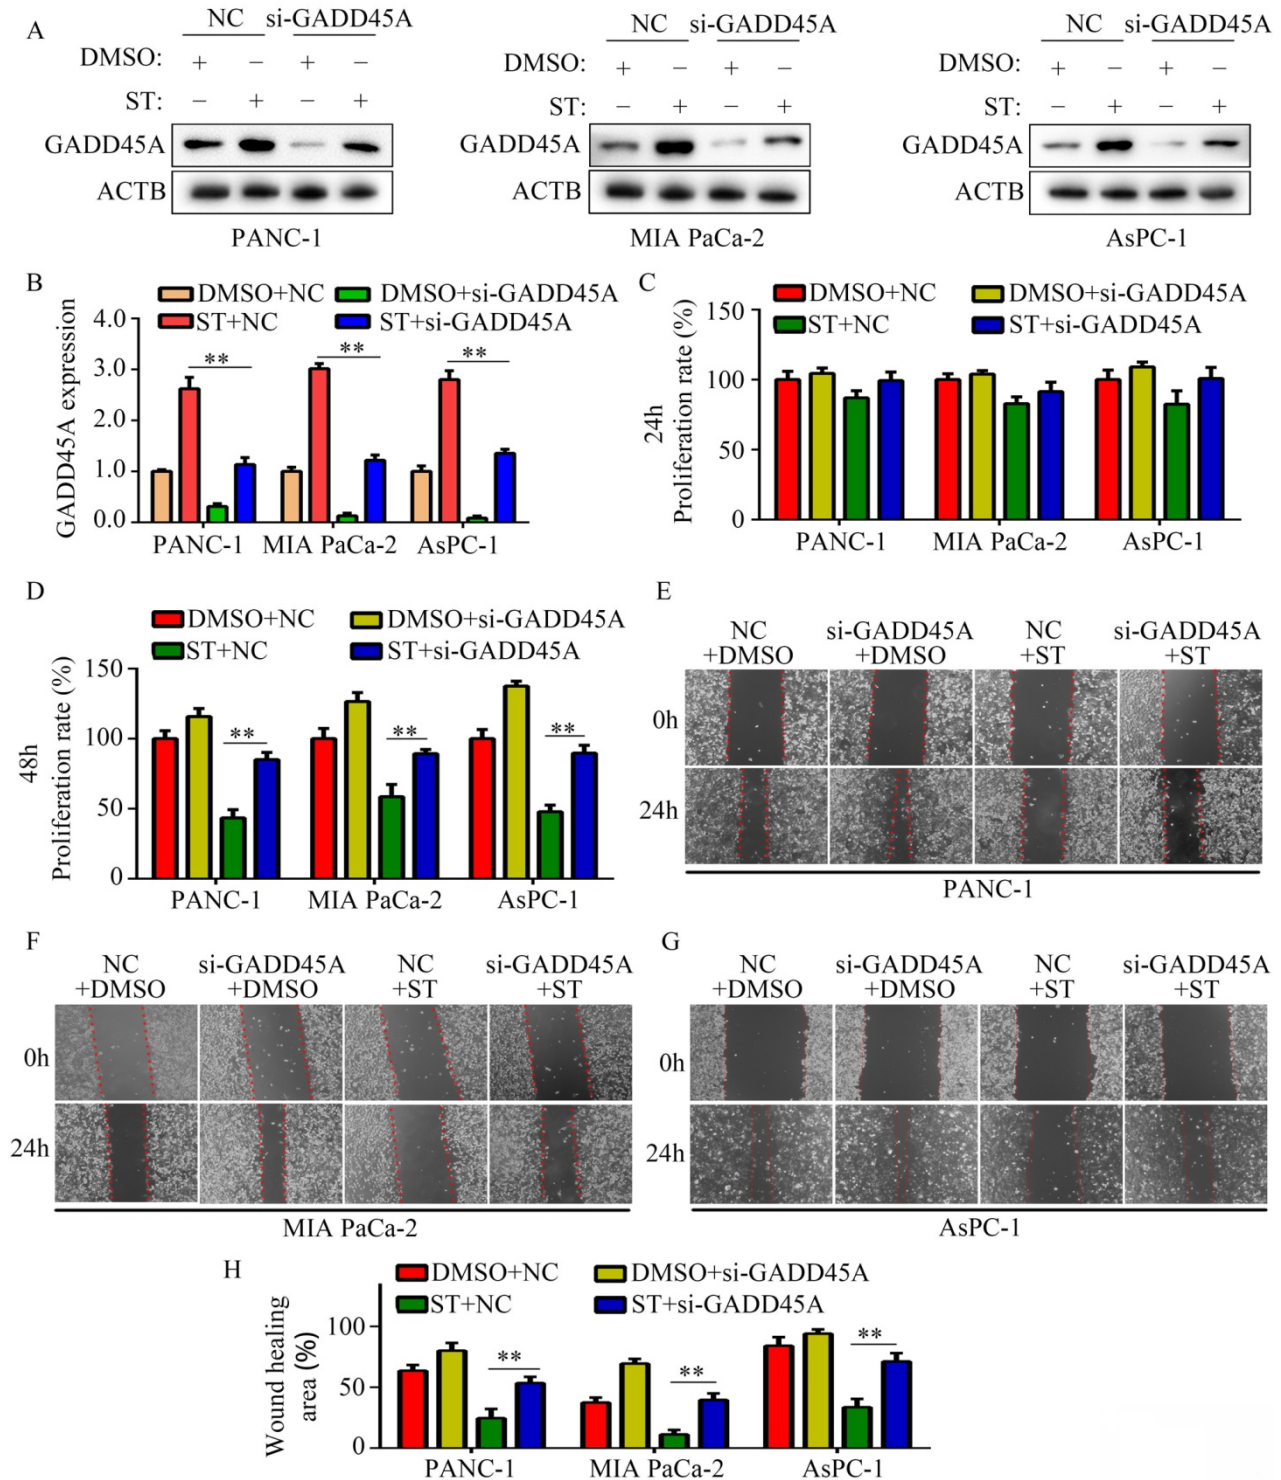 A
NC si-GADD45A
DMSO: + − + −
ST: − + − +
GADD45A
ACTB
PANC-1
NC si-GADD45A
DMSO: + − + −
ST: − + − +
GADD45A
ACTB
MIA PaCa-2
NC si-GADD45A
DMSO: + − + −
ST: − + − +
GADD45A
ACTB
AsPC-1
B
DMSO+NC DMSO+si-GADD45A
ST+NC ST+si-GADD45A
GADD45A expression
4.0
3.0
2.0
1.0
0.0
** ** **
PANC-1 MIA PaCa-2 AsPC-1
C
DMSO+NC DMSO+si-GADD45A
ST+NC ST+si-GADD45A
24h
Proliferation rate (%)
150
100
50
0
PANC-1 MIA PaCa-2 AsPC-1
D
DMSO+NC DMSO+si-GADD45A
ST+NC ST+si-GADD45A
48h
Proliferation rate (%)
150
100
50
0
** ** **
PANC-1 MIA PaCa-2 AsPC-1
E
NC si-GADD45A NC si-GADD45A
+DMSO +DMSO +ST +ST
0h
24h
PANC-1
F
NC si-GADD45A NC si-GADD45A
+DMSO +DMSO +ST +ST
0h
24h
MIA PaCa-2
G
NC si-GADD45A NC si-GADD45A
+DMSO +DMSO +ST +ST
0h
24h
AsPC-1
H
DMSO+NC DMSO+si-GADD45A
ST+NC ST+si-GADD45A
Wound healing
area (%)
100
50
0
** ** **
PANC-1 MIA PaCa-2 AsPC-1